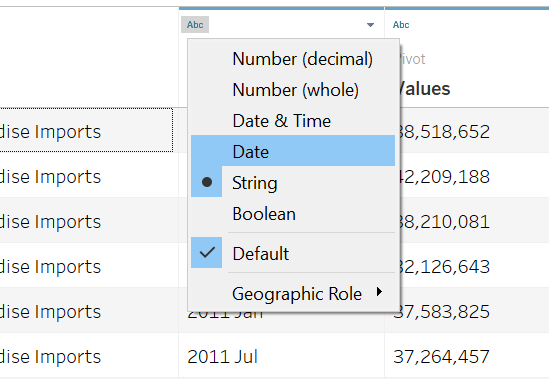 Abc
Abc
Number (decimal)
Pivot
Number (whole)
Values
Date & Time
dise Imports
38,518,652
Date
dise Imports
String
42,209,188
Boolean
dise Imports
38,210,081
Default
dise Imports
32,126,643
Geographic Role
dise Imports
2011 Jan
37,583,825
dise Imports
2011 Jul
37,264,457